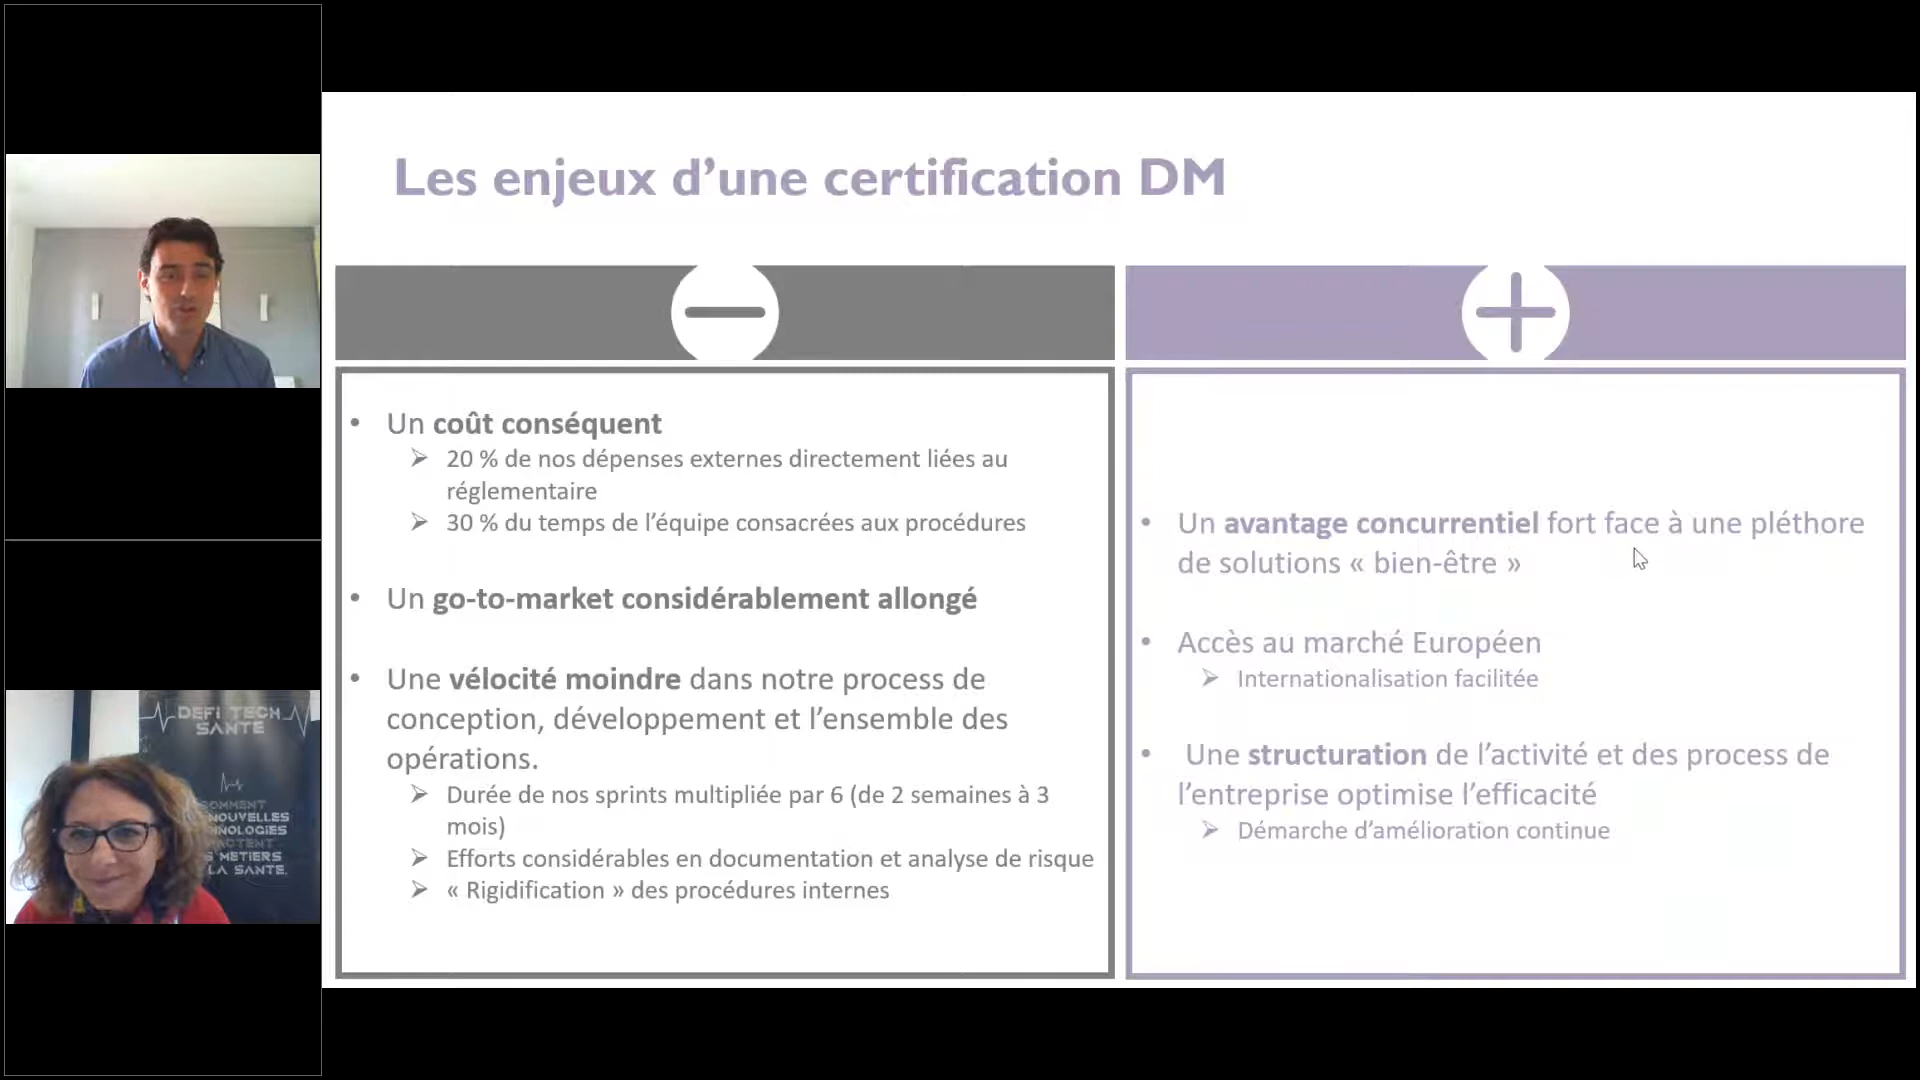 Les enjeux d’une certification DM
• Un coût conséquent
➢ 20 % de nos dépenses externes directement liées au
réglementaire
➢ 30 % du temps de l’équipe consacrées aux procédures
• Un go-to-market considérablement allongé
• Une vélocité moindre dans notre process de
conception, développement et l’ensemble des
opérations.
➢ Durée de nos sprints multipliée par 6 (de 2 semaines à 3
mois)
➢ Efforts considérables en documentation et analyse de risque
➢ « Rigidification » des procédures internes
• Un avantage concurrentiel fort face à une pléthore
de solutions « bien-être »
• Accès au marché Européen
➢ Internationalisation facilitée
• Une structuration de l’activité et des process de
l’entreprise optimise l’efficacité
➢ Démarche d’amélioration continue
DEFI TECH
SANTE
COMMENT
NOUVELLES
METIERS
LA SANTE.